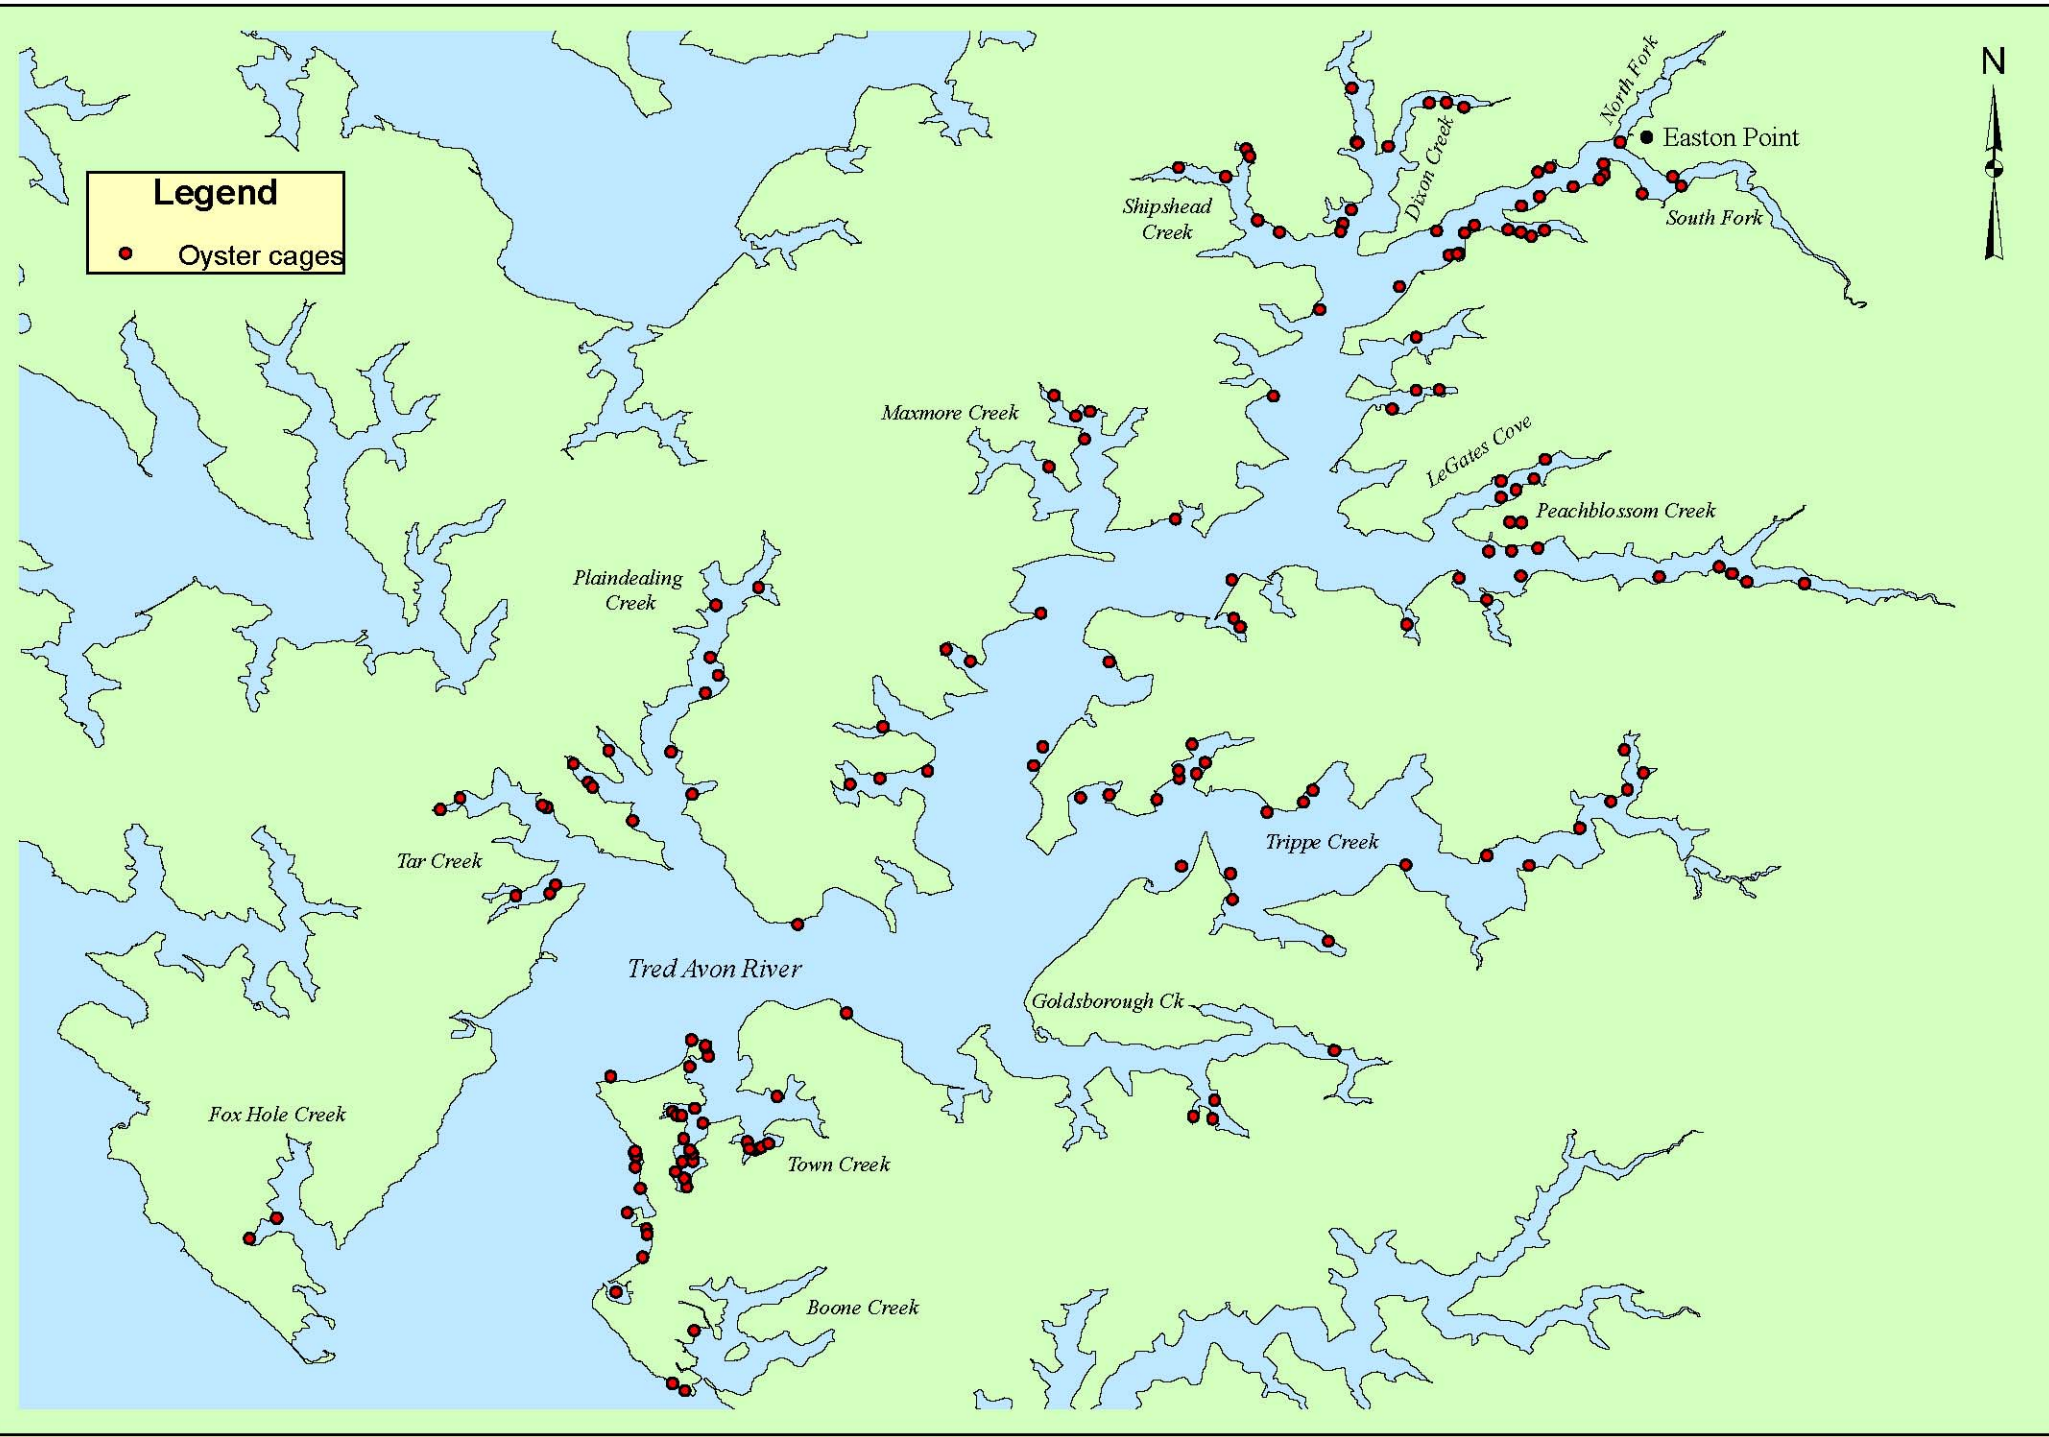 N
North Fork
Easton Point
Legend
Dixon Creek
Oyster cages
Shipshead
Creek
South Fork
Maxmore Creek
LeGates Cove
Peachblossom Creek
Plaindealing
Creek
Trippe Creek
Tar Creek
Tred Avon River
Goldsborough Ck
Fox Hole Creek
Town Creek
Boone Creek